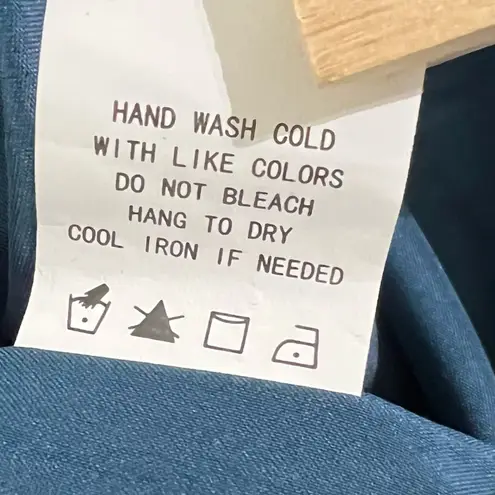 HAND WASH COLD
WITH LIKE COLORS
DO NOT BLEACH
HANG TO DRY
COOL IRON IF NEEDED